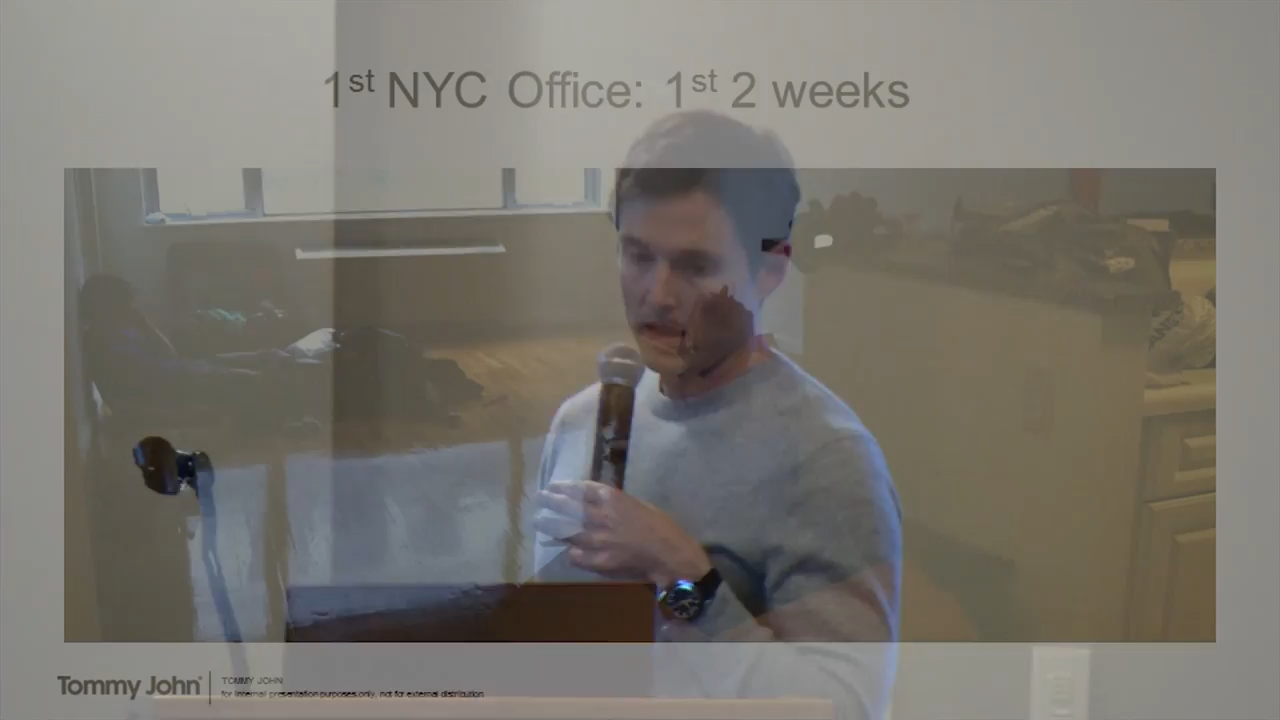 1st NYC Office: 1st 2 weeks
Tommy John
TOMMY JOHN
for internal presentation purposes only, not for external distribution.